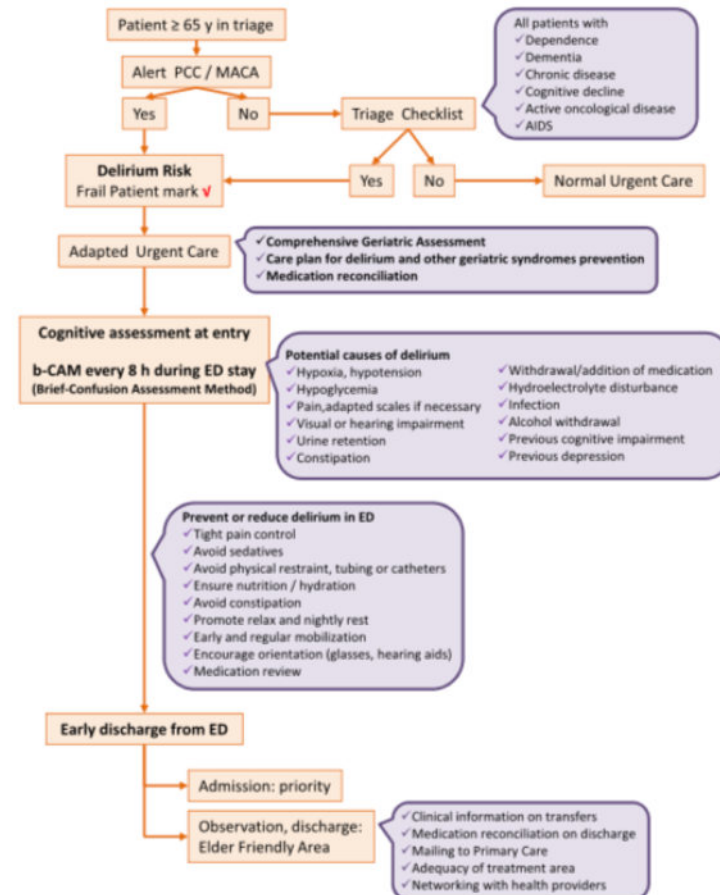 Patient ≥ 65 y in triage
Alert PCC / MACA
Yes
No
Triage Checklist
All patients with
✓Dependence
✓Dementia
✓Chronic disease
✓Cognitive decline
✓Active oncological disease
✓AIDS
Delirium Risk
Frail Patient mark √
Yes
No
Normal Urgent Care
Adapted Urgent Care
✓Comprehensive Geriatric Assessment
✓Care plan for delirium and other geriatric syndromes prevention
✓Medication reconciliation
Cognitive assessment at entry
b-CAM every 8 h during ED stay
(Brief-Confusion Assessment Method)
Potential causes of delirium
✓Hypoxia, hypotension
✓Hypoglycemia
✓Pain,adapted scales if necessary
✓Visual or hearing impairment
✓Urine retention
✓Constipation
✓Withdrawal/addition of medication
✓Hydroelectrolyte disturbance
✓Infection
✓Alcohol withdrawal
✓Previous cognitive impairment
✓Previous depression
Prevent or reduce delirium in ED
✓Tight pain control
✓Avoid sedatives
✓Avoid physical restraint, tubing or catheters
✓Ensure nutrition / hydration
✓Avoid constipation
✓Promote relax and nightly rest
✓Early and regular mobilization
✓Encourage orientation (glasses, hearing aids)
✓Medication review
Early discharge from ED
Admission: priority
Observation, discharge:
Elder Friendly Area
✓Clinical information on transfers
✓Medication reconciliation on discharge
✓Mailing to Primary Care
✓Adequacy of treatment area
✓Networking with health providers